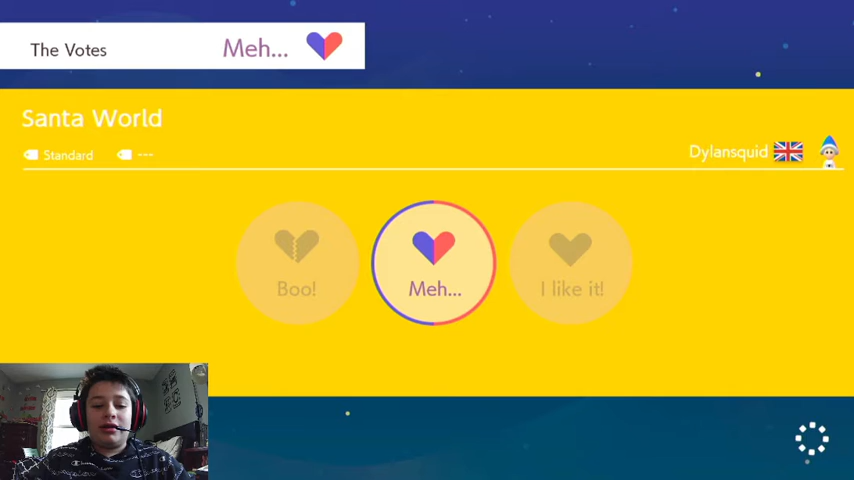 The Votes
Meh...
Santa World
Standard
---
Dylansquid
Boo!
Meh...
I like it!